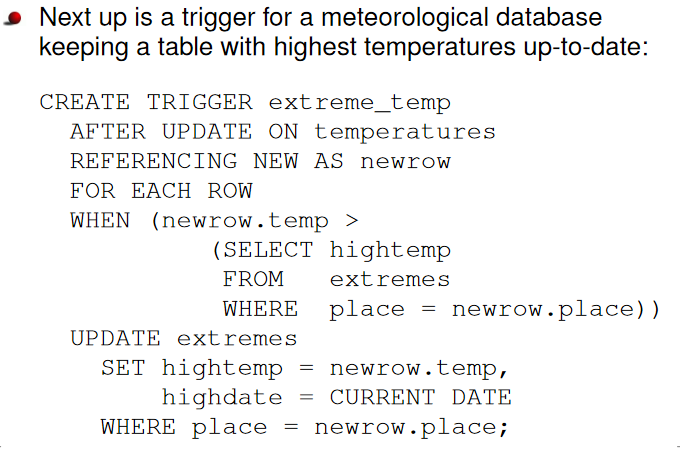 Next up is a trigger for a meteorological database
keeping a table with highest temperatures up-to-date:
CREATE TRIGGER extreme_temp
AFTER UPDATE ON temperatures
REFERENCING NEW AS newrow
FOR EACH ROW
WHEN (newrow.temp >
(SELECT hightemp
FROM extremes
WHERE place = newrow.place))
UPDATE extremes
SET hightemp = newrow.temp,
highdate = CURRENT DATE
WHERE place = newrow.place;